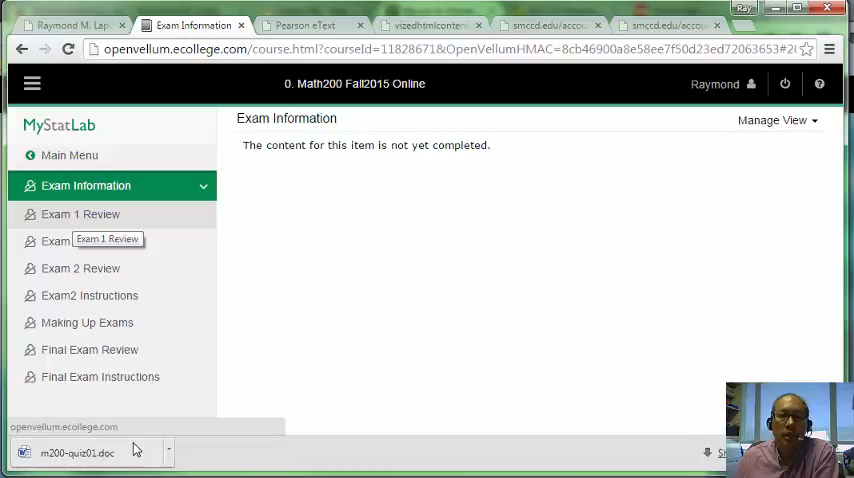 Ray
Raymond M. Lap
Exam Information
Pearson eText
vizedhtmlconten
smccd.edu/accou
smccd.edu/accou
openvellum.ecollege.com/course.html?courseId=11828671&OpenVellumHMAC=8cb46900a8e58ee7f50d23ed72063653#20
0. Math200 Fall2015 Online
Raymond
MyStatLab
Exam Information
Manage View
Main Menu
The content for this item is not yet completed.
Exam Information
Exam 1 Review
Exam
Exam 1 Review
Exam 2 Review
Exam2 Instructions
Making Up Exams
Final Exam Review
Final Exam Instructions
openvellum.ecollege.com
m200-quiz01.doc